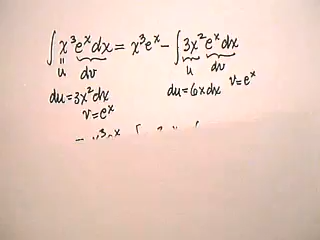 ∫ x³eˣdx = x³eˣ - ∫ 3x²eˣdx
u dv u dv
du = 3x²dx du = 6xdx v = eˣ
v = eˣ